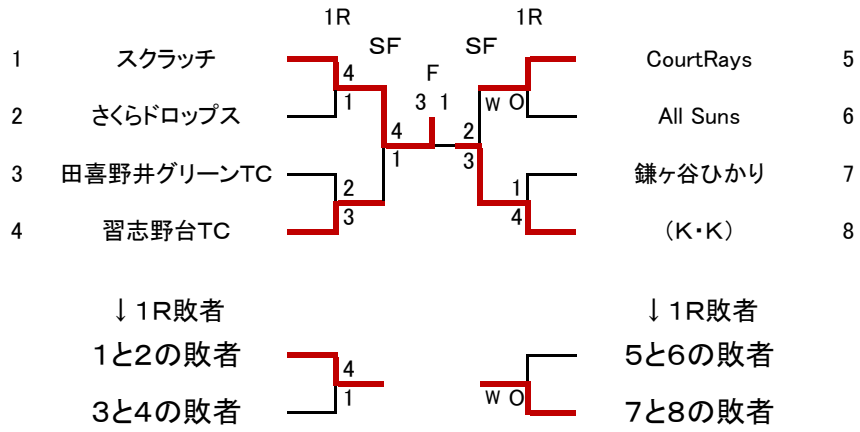 1R 1R
SF SF
1 スクラッチ 4 F CourtRays 5
1 3 1 W O
2 さくらドロップス All Suns 6
4 2
1 3
3 田喜野井グリーンTC 2 1 鎌ヶ谷ひかり 7
3 4
4 習志野台TC (K・K) 8
↓1R敗者 ↓1R敗者
1と2の敗者 4 5と6の敗者
3と4の敗者 1 W O 7と8の敗者